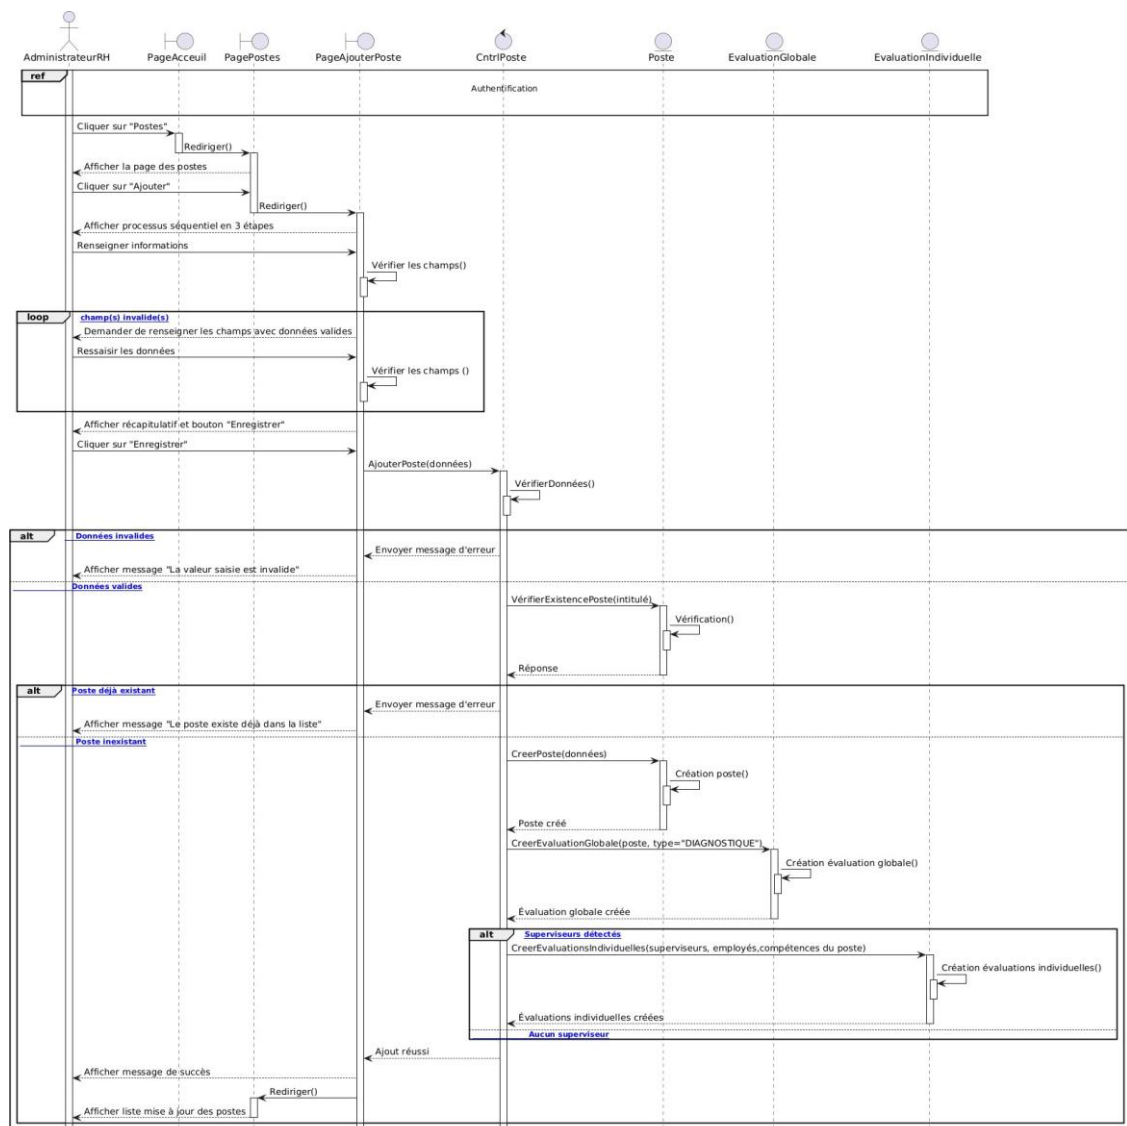 AdministrateurRH
PageAcceuil
PagePostes
PageAjouterPoste
CntrlPoste
Poste
EvaluationGlobale
EvaluationIndividuelle
ref
Authentification
Cliquer sur "Postes"
Rediriger()
Afficher la page des postes
Cliquer sur "Ajouter"
Rediriger()
Afficher processus séquentiel en 3 étapes
Renseigner informations
Vérifier les champs()
loop
champ(s) invalide(s)
Demander de renseigner les champs avec données valides
Ressaisir les données
Vérifier les champs ()
Afficher récapitulatif et bouton "Enregistrer"
Cliquer sur "Enregistrer"
AjouterPoste(données)
VérifierDonnées()
alt
Données invalides
Envoyer message d'erreur
Afficher message "La valeur saisie est invalide"
Données valides
VérifierExistencePoste(intitulé)
Vérification()
Réponse
alt
Poste déjà existant
Envoyer message d'erreur
Afficher message "Le poste existe déjà dans la liste"
Poste inexistant
CreerPoste(données)
Création poste()
Poste créé
CreerEvaluationGlobale(poste, type="DIAGNOSTIQUE")
Création évaluation globale()
Évaluation globale créée
alt
Superviseurs détectés
CreerEvaluationsIndividuelles(superviseurs, employés,compétences du poste)
Création évaluations individuelles()
Évaluations individuelles créées
Aucun superviseur
Ajout réussi
Afficher message de succès
Rediriger()
Afficher liste mise à jour des postes